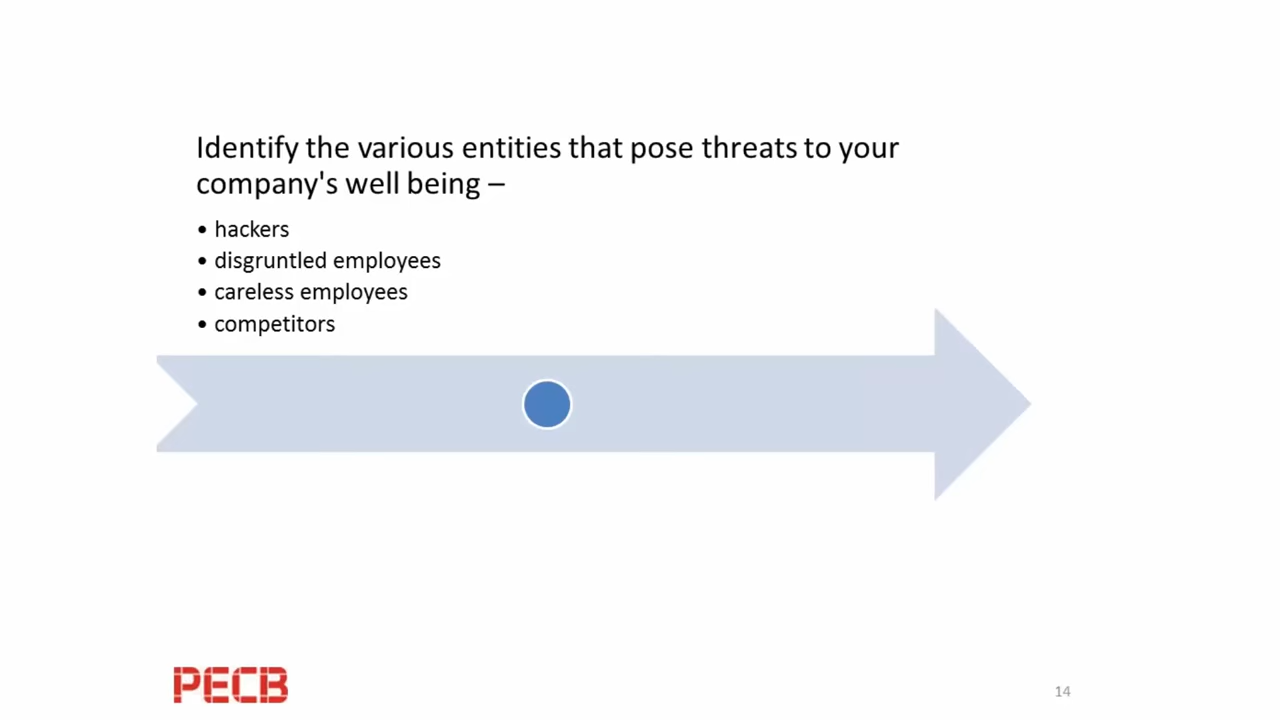 Identify the various entities that pose threats to your
company's well being –
• hackers
• disgruntled employees
• careless employees
• competitors
PECB
14